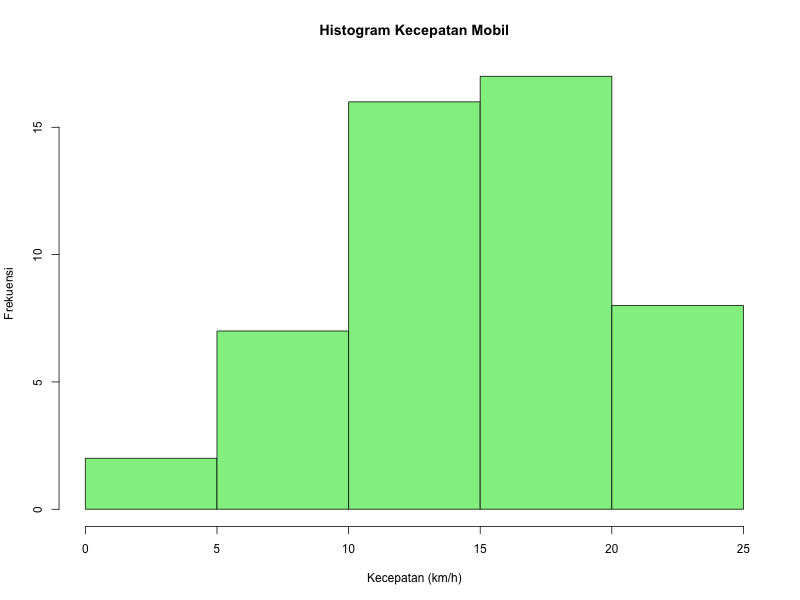 Histogram Kecepatan Mobil
Frekuensi
15
10
5
0
0 5 10 15 20 25
Kecepatan (km/h)